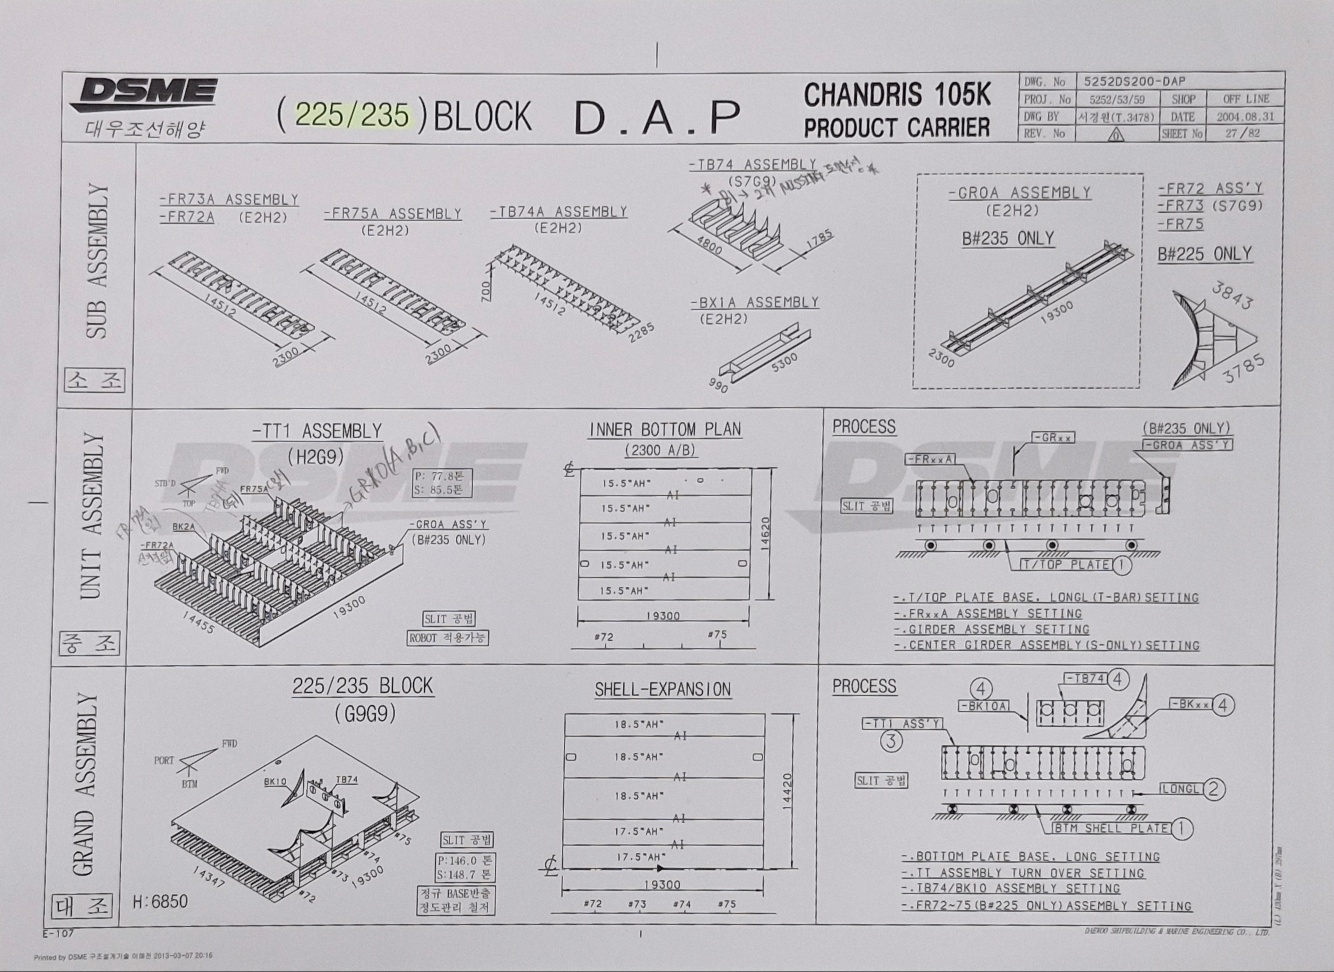 DSME
대우조선해양
(225/235)BLOCK D.A.P
CHANDRIS 105K
PRODUCT CARRIER
DWG. No 5252DS200-DAP
PROJ. No 5252/53/59 SHOP OFF LINE
DWG BY 서경원(T.3478) DATE 2004.08.31
REV. No 0 SHEET No 27/82
SUB ASSEMBLY
소 조
-FR73A ASSEMBLY
-FR72A (E2H2)
14512
2300
-FR75A ASSEMBLY
(E2H2)
14512
2300
-TB74A ASSEMBLY
(E2H2)
700
14512
2285
-TB74 ASSEMBLY
(S7G9)
4800
1785
-BX1A ASSEMBLY
(E2H2)
990
5300
-GR0A ASSEMBLY
(E2H2)
B#235 ONLY
2300
19300
-FR72 ASS'Y
-FR73 (S7G9)
-FR75
B#225 ONLY
3843
3785
UNIT ASSEMBLY
중 조
DSME
-TT1 ASSEMBLY
(H2G9)
P: 77.8톤
S: 85.5톤
FWD
STB'D
TOP
FR75A
GRXO(A,B,C)
BK2A
-FR72A
-GR0A ASS'Y
(B#235 ONLY)
14455
19300
SLIT 공법
ROBOT 적용가능
INNER BOTTOM PLAN
(2300 A/B)
15.5"AH"
AI
15.5"AH"
AI
15.5"AH"
AI
15.5"AH"
AI
15.5"AH"
14620
19300
#72 #75
DSME
PROCESS
-GRxx
(B#235 ONLY)
-GR0A ASS'Y
-FRxxA
SLIT 공법
T/TOP PLATE 1
-.T/TOP PLATE BASE, LONGL(T-BAR)SETTING
-.FRxxA ASSEMBLY SETTING
-.GIRDER ASSEMBLY SETTING
-.CENTER GIRDER ASSEMBLY(S-ONLY)SETTING
GRAND ASSEMBLY
대 조
225/235 BLOCK
(G9G9)
FWD
PORT
BTM
BK10
TB74
#75
#74
#73
#72
14347
19300
H:6850
SLIT 공법
P:146.0 톤
S:148.7 톤
정규 BASE반출
정도관리 철저
SHELL-EXPANSION
18.5"AH"
AI
18.5"AH"
AI
18.5"AH"
AI
17.5"AH"
AI
17.5"AH"
14420
19300
#72 #73 #74 #75
PROCESS
4
-BK10A
-TB74 4
-BKxx 4
-TT1 ASS'Y
3
SLIT 공법
LONGL 2
BTM SHELL PLATE 1
-.BOTTOM PLATE BASE, LONG SETTING
-.TT ASSEMBLY TURN OVER SETTING
-.TB74/BK10 ASSEMBLY SETTING
-.FR72~75(B#225 ONLY)ASSEMBLY SETTING
E-107
DAEWOO SHIPBUILDING & MARINE ENGINEERING CO., LTD.
Printed by DSME 구조설계기술 2013-03-07 20:16